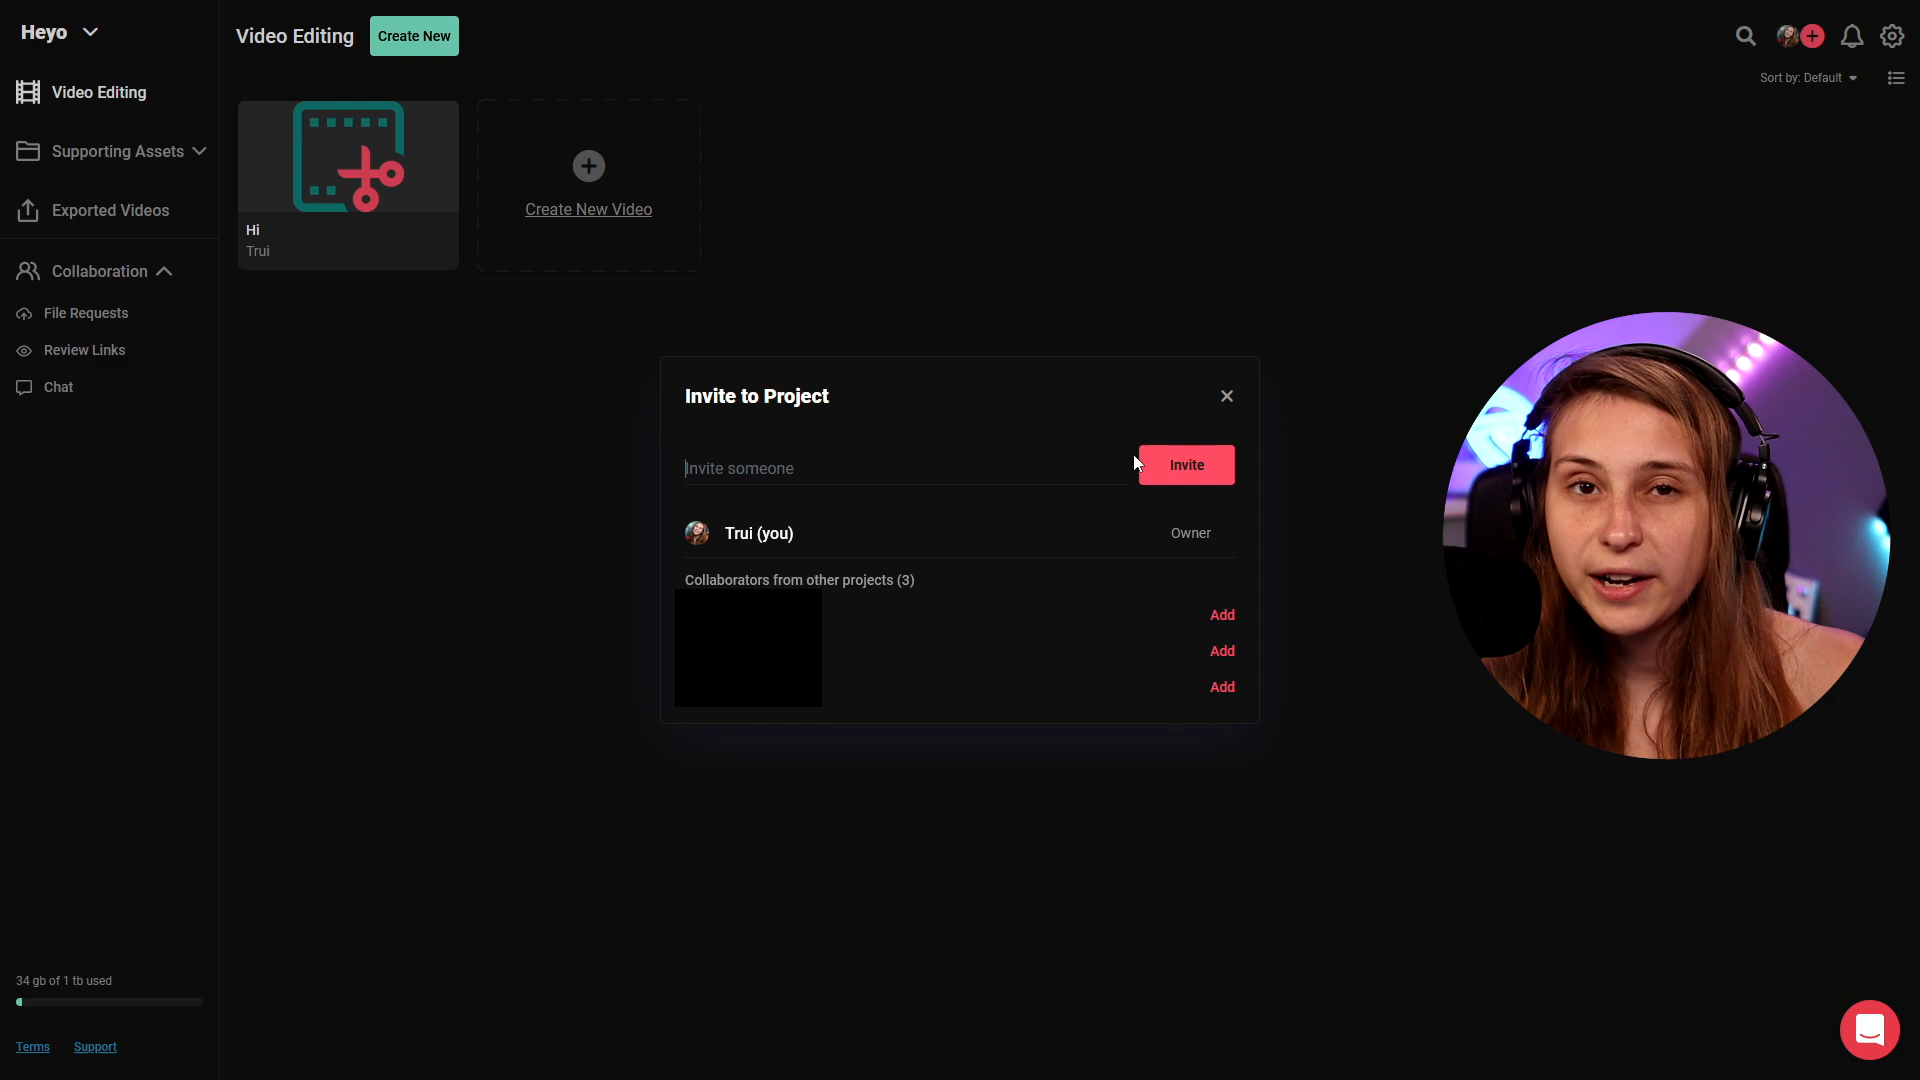 Heyo
Video Editing
Create New
Sort by: Default
Video Editing
Supporting Assets
Exported Videos
Collaboration
File Requests
Review Links
Chat
Hi
Trui
Create New Video
Invite to Project
Invite someone
Invite
Trui (you)
Owner
Collaborators from other projects (3)
Add
Add
Add
34 gb of 1 tb used
Terms
Support